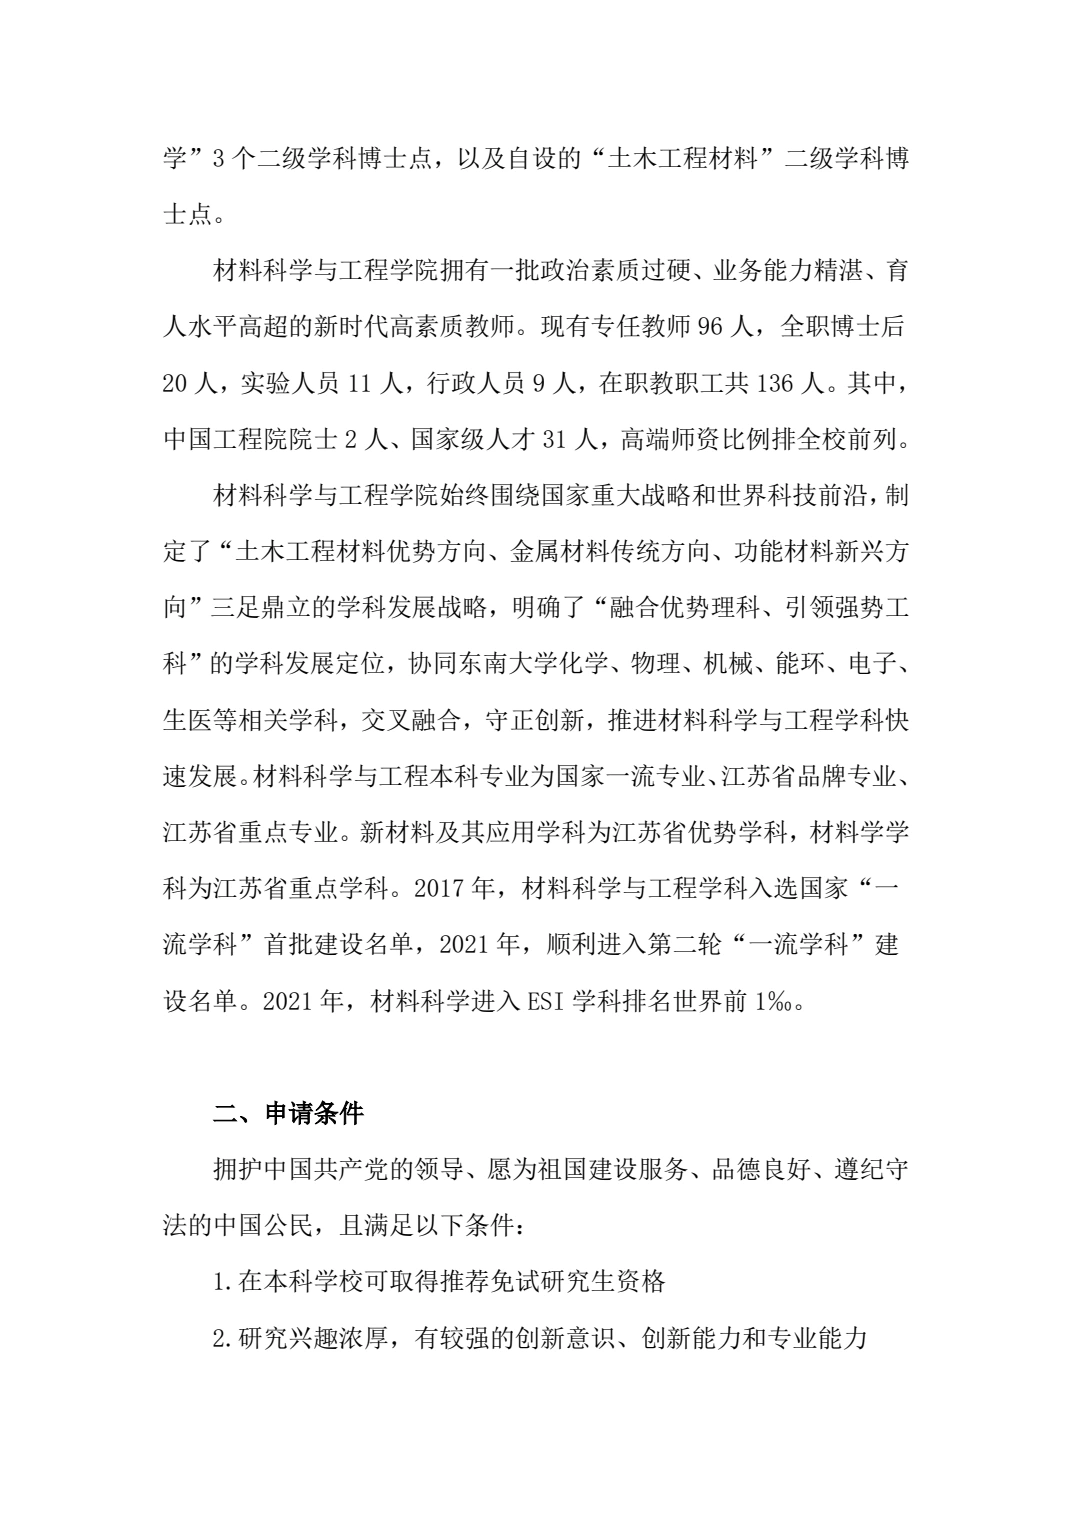 学”3 个二级学科博士点，以及自设的“土木工程材料”二级学科博
士点。
材料科学与工程学院拥有一批政治素质过硬、业务能力精湛、育
人水平高超的新时代高素质教师。现有专任教师 96 人，全职博士后
20 人，实验人员 11 人，行政人员 9 人，在职教职工共 136 人。其中，
中国工程院院士 2 人、国家级人才 31 人，高端师资比例排全校前列。
材料科学与工程学院始终围绕国家重大战略和世界科技前沿，制
定了“土木工程材料优势方向、金属材料传统方向、功能材料新兴方
向”三足鼎立的学科发展战略，明确了“融合优势理科、引领强势工
科”的学科发展定位，协同东南大学化学、物理、机械、能环、电子、
生医等相关学科，交叉融合，守正创新，推进材料科学与工程学科快
速发展。材料科学与工程本科专业为国家一流专业、江苏省品牌专业、
江苏省重点专业。新材料及其应用学科为江苏省优势学科，材料学学
科为江苏省重点学科。2017 年，材料科学与工程学科入选国家“一
流学科”首批建设名单，2021 年，顺利进入第二轮“一流学科”建
设名单。2021 年，材料科学进入 ESI 学科排名世界前 1‰。
二、申请条件
拥护中国共产党的领导、愿为祖国建设服务、品德良好、遵纪守
法的中国公民，且满足以下条件：
1.在本科学校可取得推荐免试研究生资格
2.研究兴趣浓厚，有较强的创新意识、创新能力和专业能力